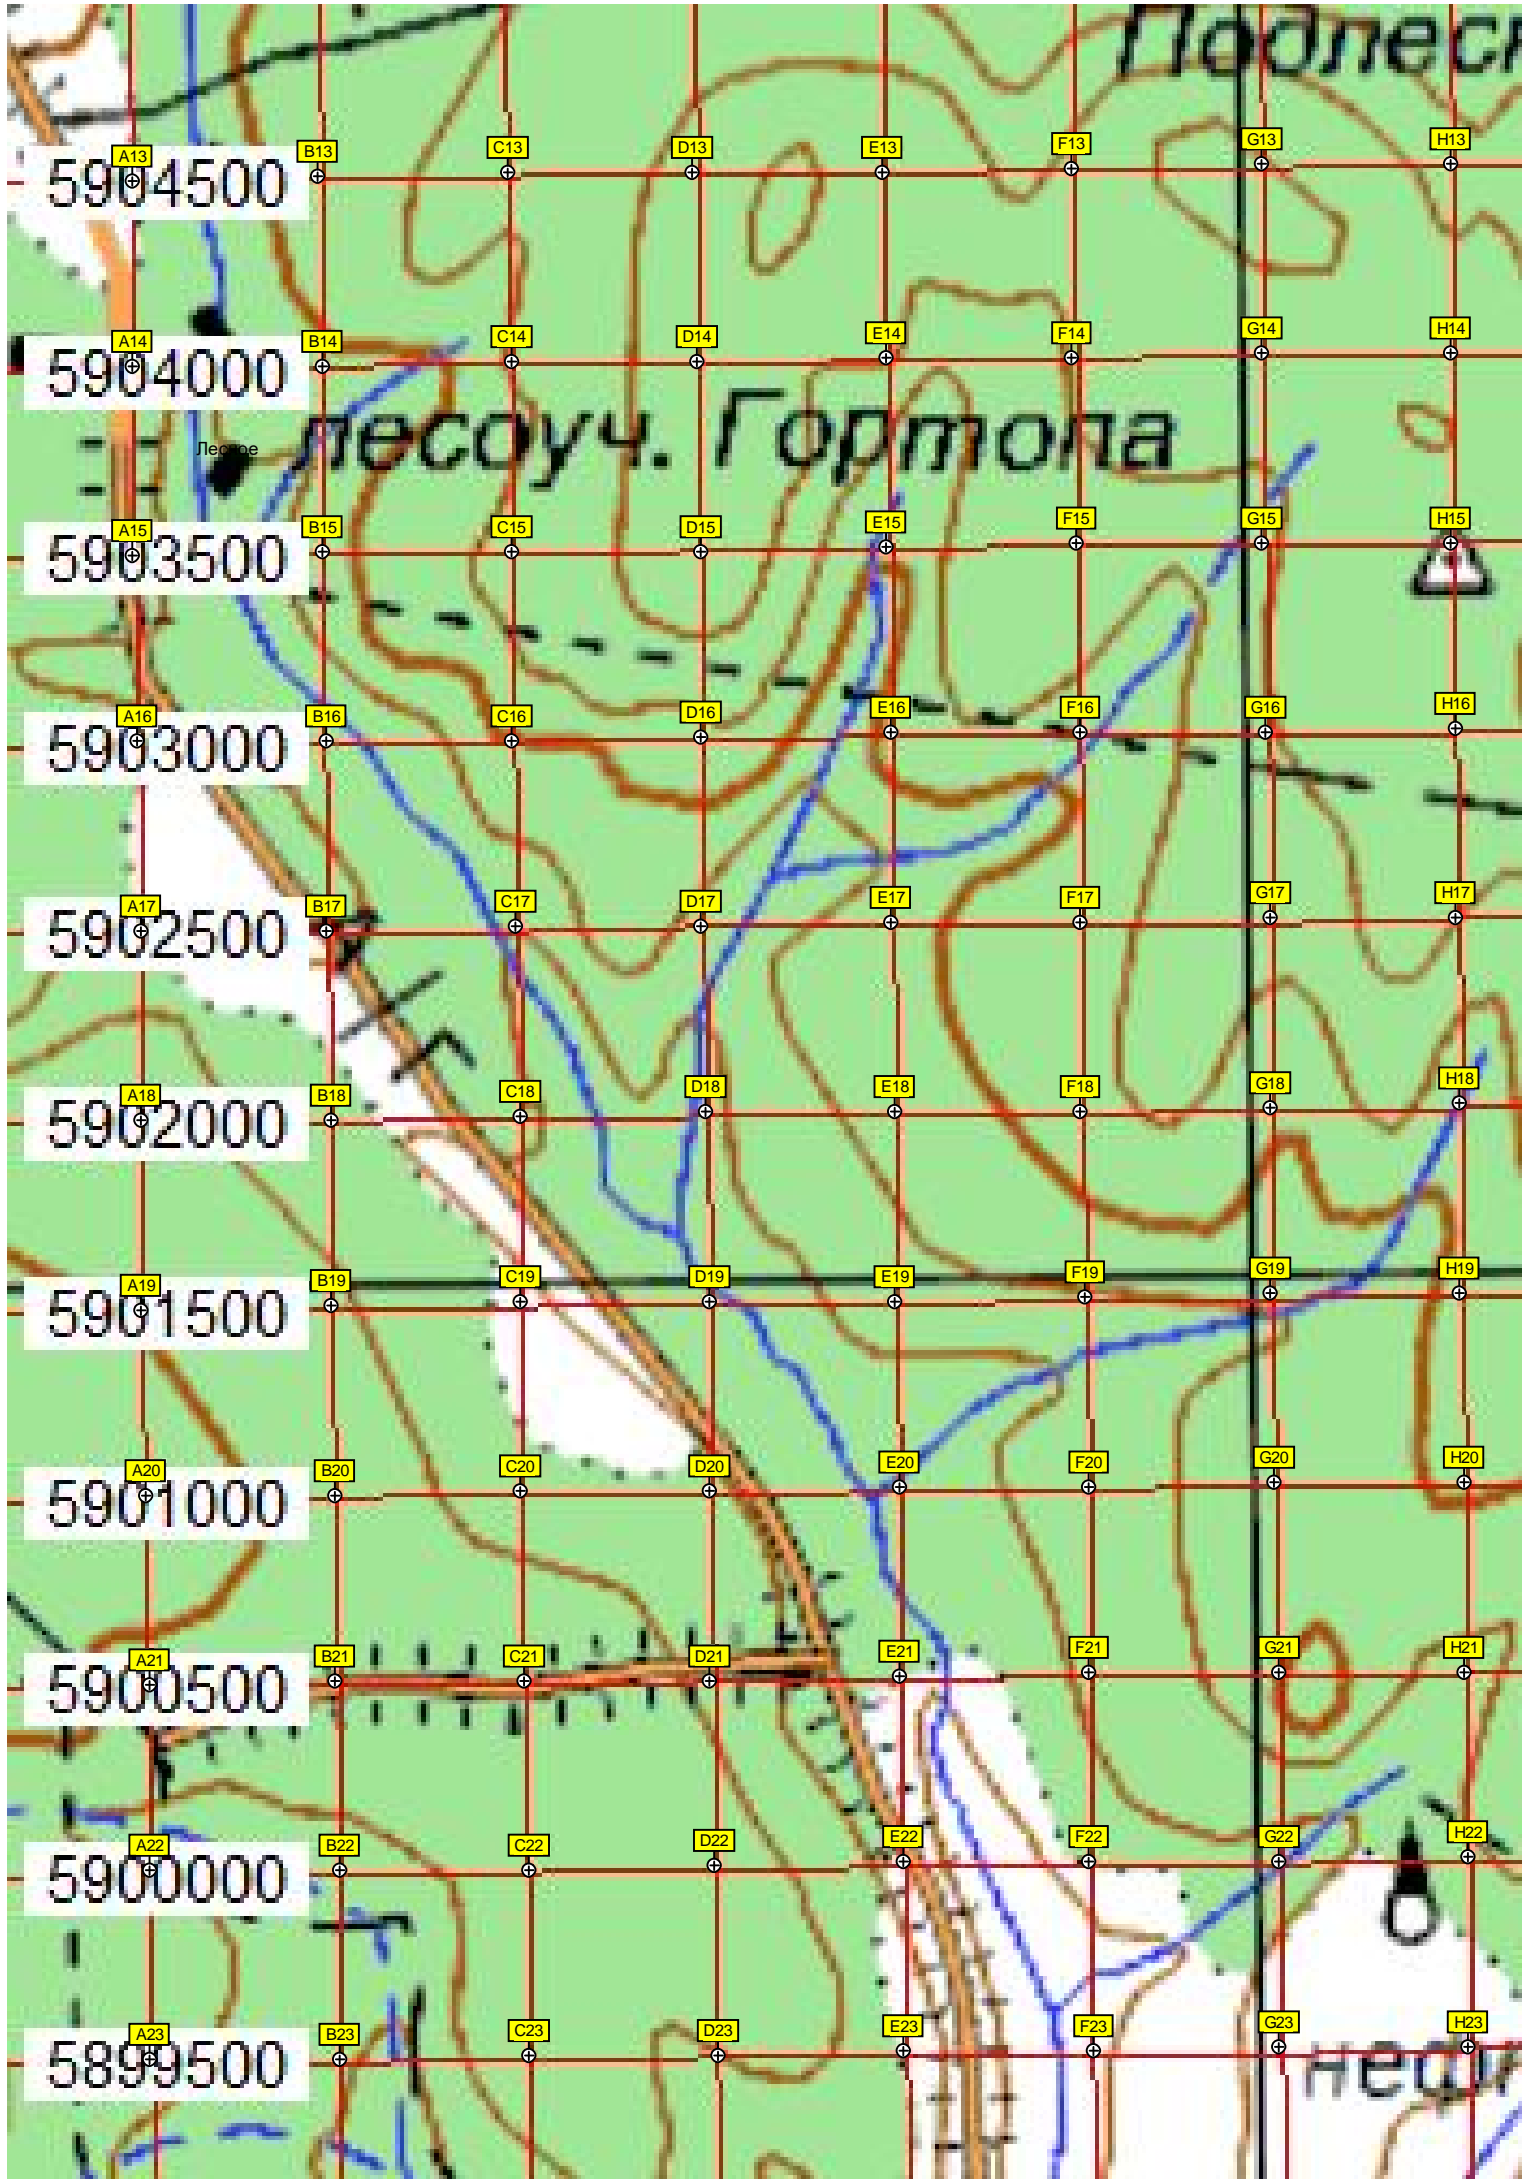 Подлес
A13 B13 C13 D13 E13 F13 G13 H13
5904500
A14 B14 C14 D14 E14 F14 G14 H14
5904000
лесоуч. Гортопа
Лесное
A15 B15 C15 D15 E15 F15 G15 H15
5903500
A16 B16 C16 D16 E16 F16 G16 H16
5903000
A17 B17 C17 D17 E17 F17 G17 H17
5902500
A18 B18 C18 D18 E18 F18 G18 H18
5902000
A19 B19 C19 D19 E19 F19 G19 H19
5901500
A20 B20 C20 D20 E20 F20 G20 H20
5901000
A21 B21 C21 D21 E21 F21 G21 H21
5900500
A22 B22 C22 D22 E22 F22 G22 H22
5900000
A23 B23 C23 D23 E23 F23 G23 H23
5899500
неф